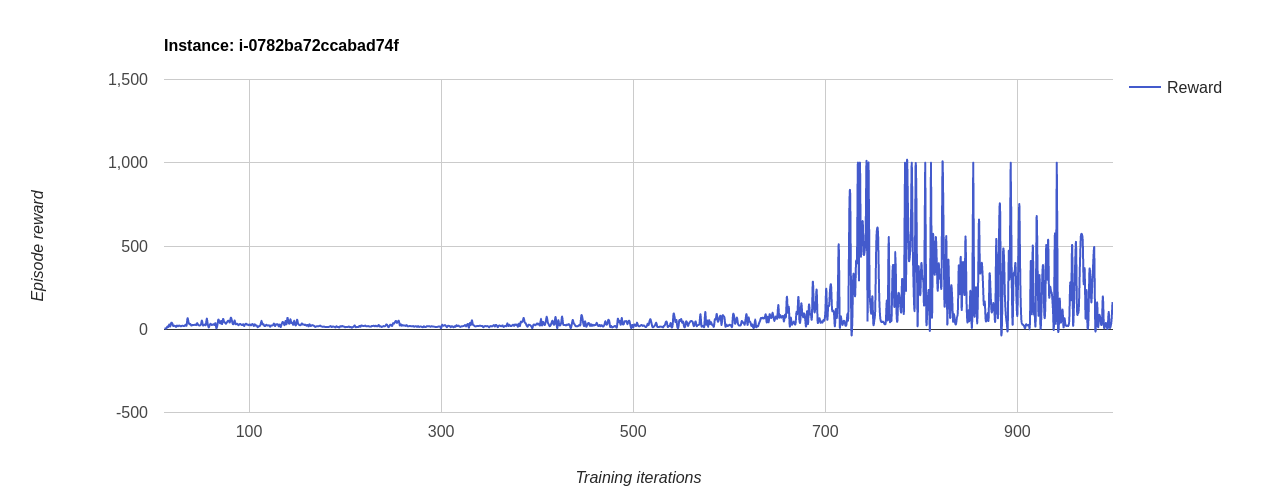 Instance: i-0782ba72ccabad74f
1,500
Reward
1,000
Episode reward
500
0
-500
100
300
500
700
900
Training iterations